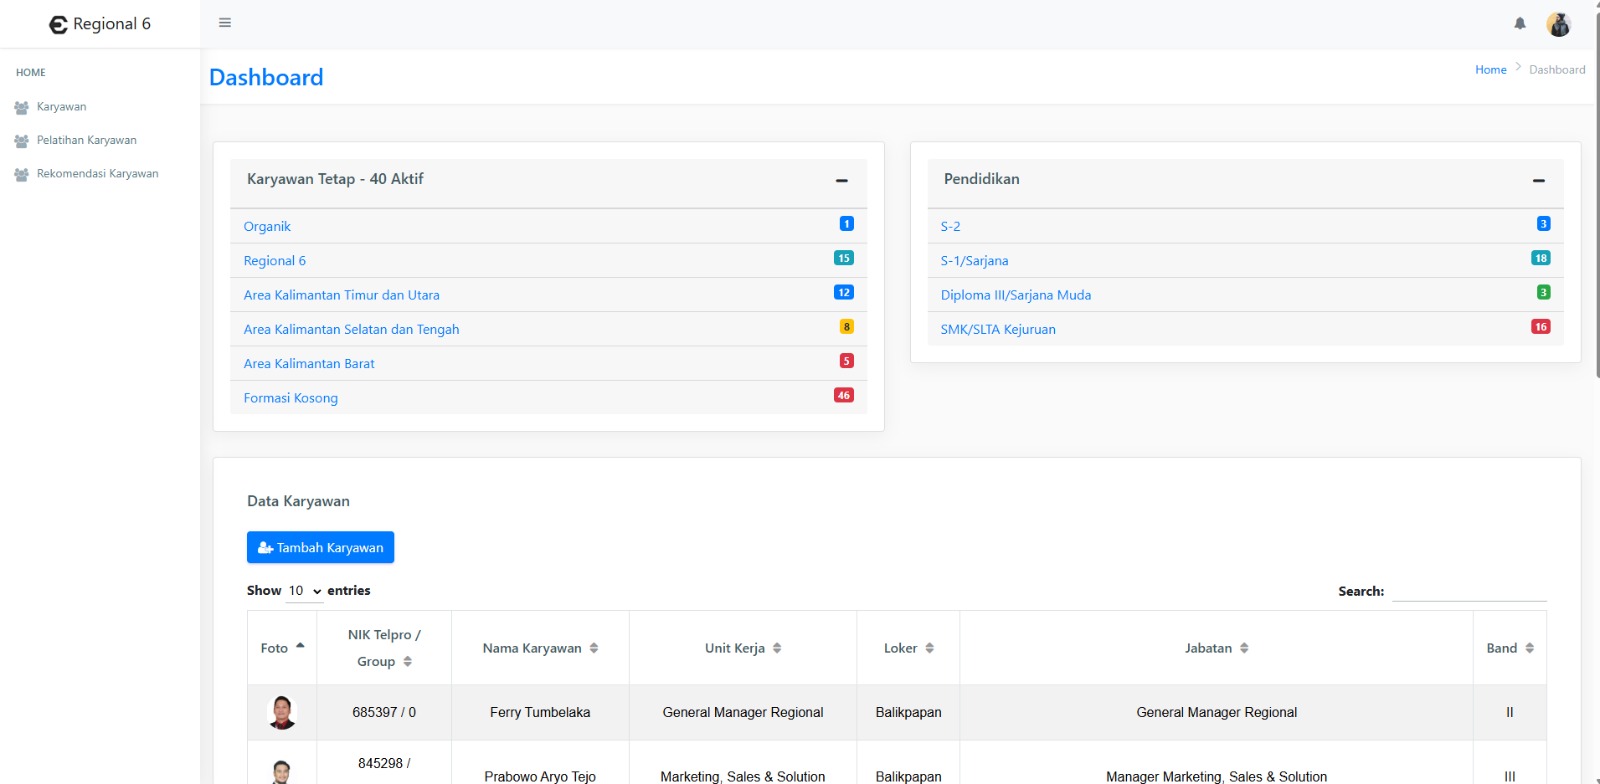 Regional 6
HOME
Karyawan
Pelatihan Karyawan
Rekomendasi Karyawan
Dashboard
Home > Dashboard
Karyawan Tetap - 40 Aktif
Organik 1
Regional 6 15
Area Kalimantan Timur dan Utara 12
Area Kalimantan Selatan dan Tengah 8
Area Kalimantan Barat 5
Formasi Kosong 46
Pendidikan
S-2 3
S-1/Sarjana 18
Diploma III/Sarjana Muda 3
SMK/SLTA Kejuruan 16
Data Karyawan
Tambah Karyawan
Show 10 entries
Search:
Foto NIK Telpro / Group Nama Karyawan Unit Kerja Loker Jabatan Band
685397 / 0 Ferry Tumbelaka General Manager Regional Balikpapan General Manager Regional II
845298 / Prabowo Aryo Tejo Marketing, Sales & Solution Balikpapan Manager Marketing, Sales & Solution III